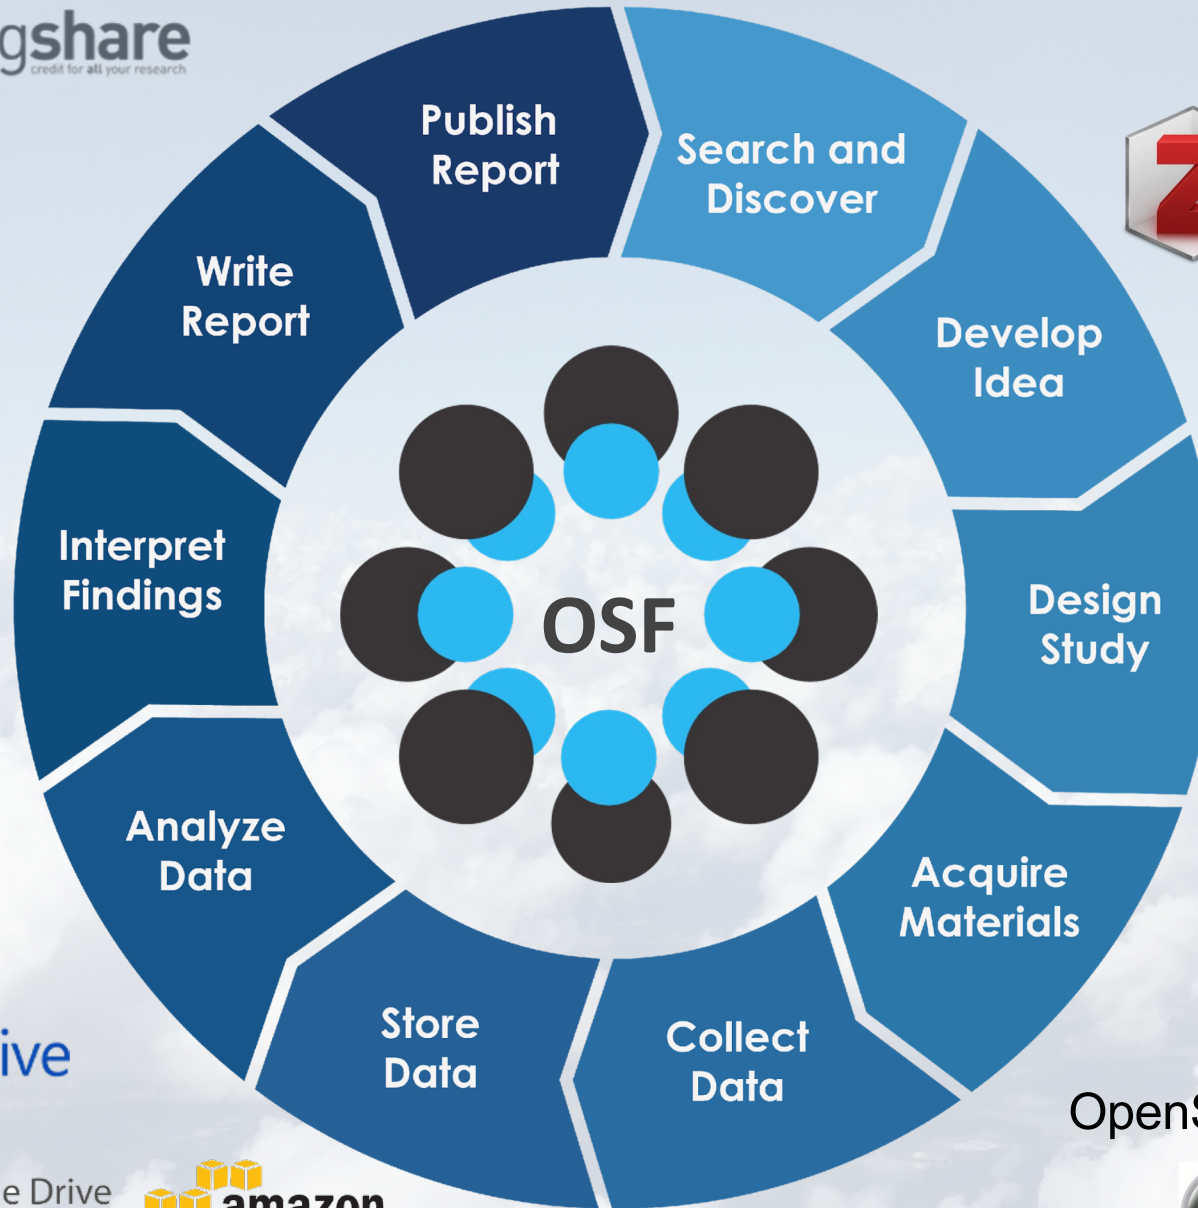 gshare
credit for all your research
Publish
Report
Search and
Discover
Write
Report
Develop
Idea
Interpret
Findings
OSF
Design
Study
Analyze
Data
Acquire
Materials
Store
Data
Collect
Data
ive
OpenS
e Drive
amazon